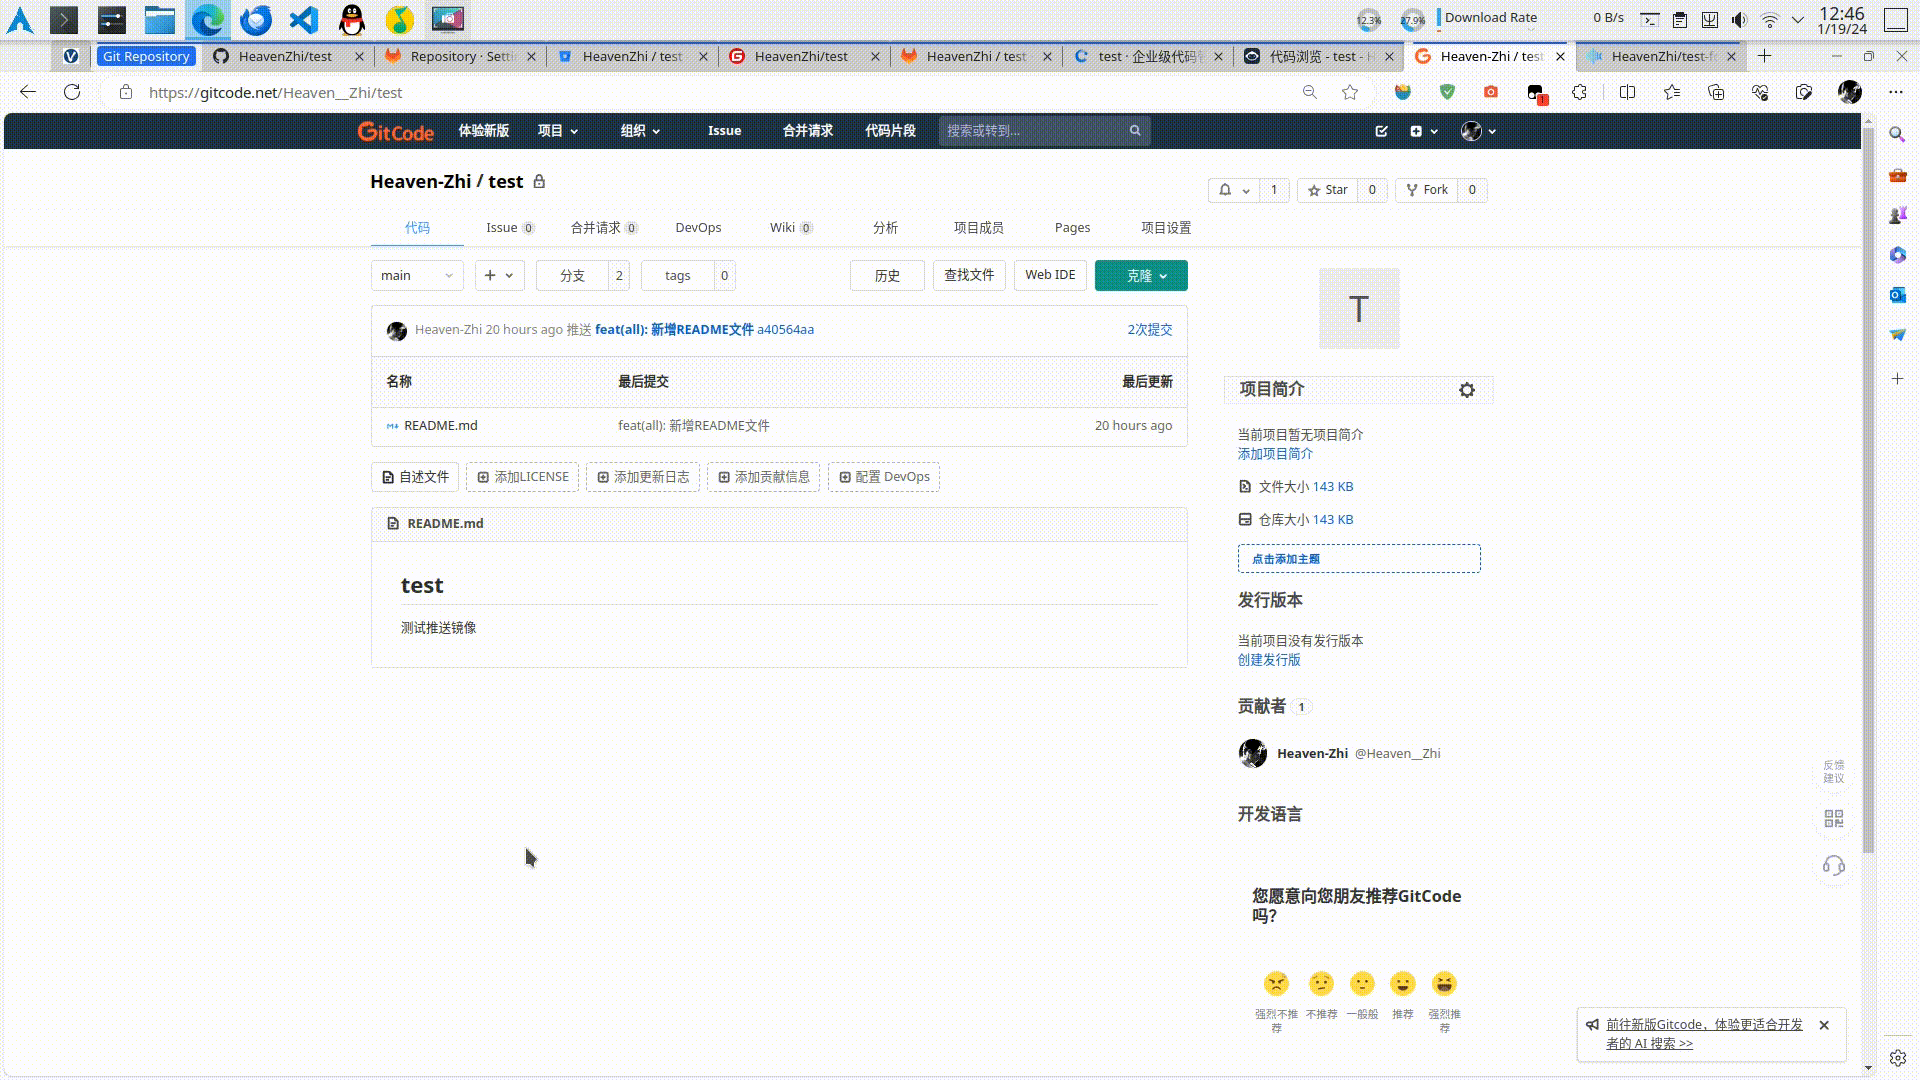 12.3%
27.9%
Download Rate
0 B/s
12:46
1/19/24
Git Repository
HeavenZhi/test
Repository · Setti
HeavenZhi / test
HeavenZhi/test
HeavenZhi / test
test · 企业级代码
代码浏览 - test - H
Heaven-Zhi / test
HeavenZhi/test-f
https://gitcode.net/Heaven__Zhi/test
1
GitCode
体验新版
项目
组织
Issue
合并请求
代码片段
搜索或转到...
Heaven-Zhi / test
1
Star
0
Fork
0
代码
Issue 0
合并请求 0
DevOps
Wiki 0
分析
项目成员
Pages
项目设置
main
分支
2
tags
0
历史
查找文件
Web IDE
克隆
T
Heaven-Zhi 20 hours ago 推送 feat(all): 新增README文件 a40564aa
2次提交
名称
最后提交
最后更新
README.md
feat(all): 新增README文件
20 hours ago
自述文件
添加LICENSE
添加更新日志
添加贡献信息
配置 DevOps
README.md
test
测试推送镜像
项目简介
当前项目暂无项目简介
添加项目简介
文件大小 143 KB
仓库大小 143 KB
点击添加主题
发行版本
当前项目没有发行版本
创建发行版
贡献者 1
Heaven-Zhi @Heaven__Zhi
开发语言
您愿意向您朋友推荐GitCode
吗?
强烈不推
荐
不推荐
一般般
推荐
强烈推
荐
反馈
建议
前往新版Gitcode，体验更适合开发
者的 AI 搜索 >>